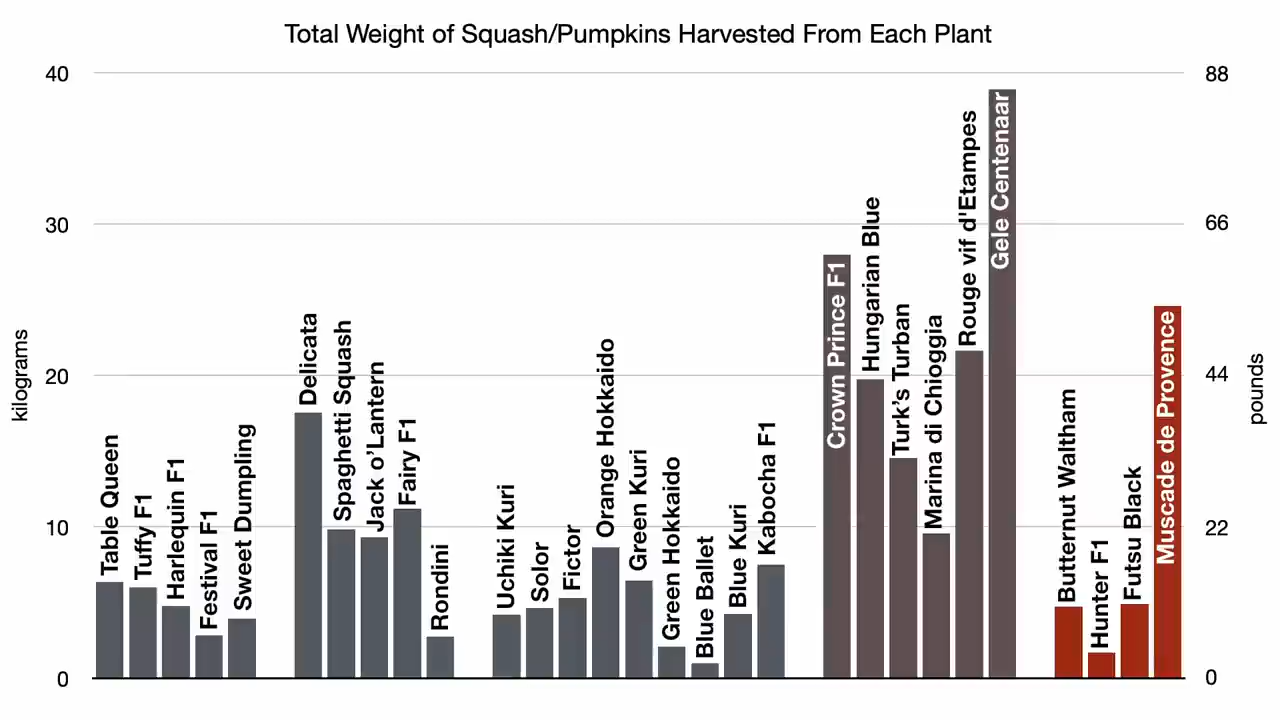 Total Weight of Squash/Pumpkins Harvested From Each Plant
40
30
20
10
0
kilograms
88
66
44
22
0
pounds
Table Queen
Tuffy F1
Harlequin F1
Festival F1
Sweet Dumpling
Delicata
Spaghetti Squash
Jack o’Lantern
Fairy F1
Rondini
Uchiki Kuri
Solor
Fictor
Orange Hokkaido
Green Kuri
Green Hokkaido
Blue Ballet
Blue Kuri
Kabocha F1
Crown Prince F1
Hungarian Blue
Turk’s Turban
Marina di Chioggia
Rouge vif d'Etampes
Gele Centenaar
Butternut Waltham
Hunter F1
Futsu Black
Muscade de Provence